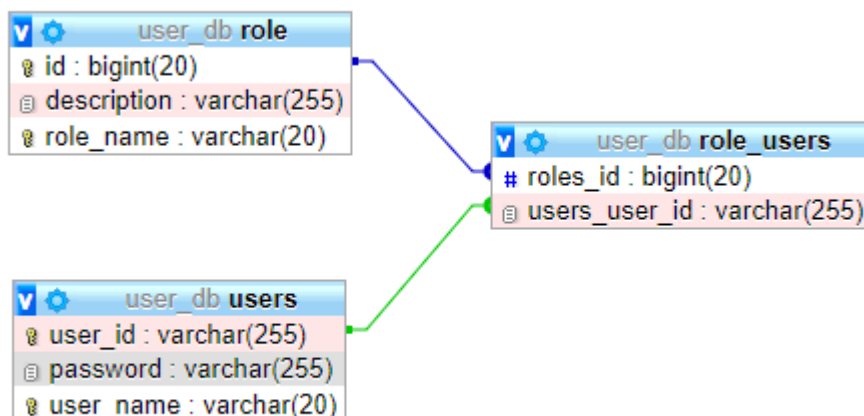 v user_db role
id : bigint(20)
description : varchar(255)
role_name : varchar(20)
v user_db role_users
# roles_id : bigint(20)
users_user_id : varchar(255)
v user_db users
user_id : varchar(255)
password : varchar(255)
user_name : varchar(20)